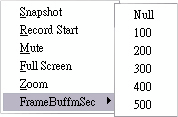 Snapshot
Record Start
Mute
Full Screen
Zoom
FrameBuffmSec
Null
100
200
300
400
500